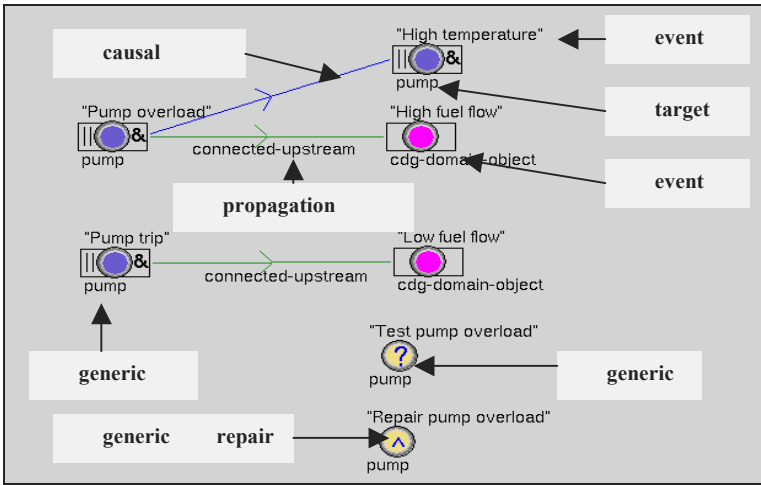 "High temperature"
event
causal
&
pump
"Pump overload"
"High fuel flow"
target
&
pump
connected-upstream
cdg-domain-object
event
propagation
"Pump trip"
"Low fuel flow"
&
pump
connected-upstream
cdg-domain-object
"Test pump overload"
?
generic
pump
generic
"Repair pump overload"
generic repair
^
pump